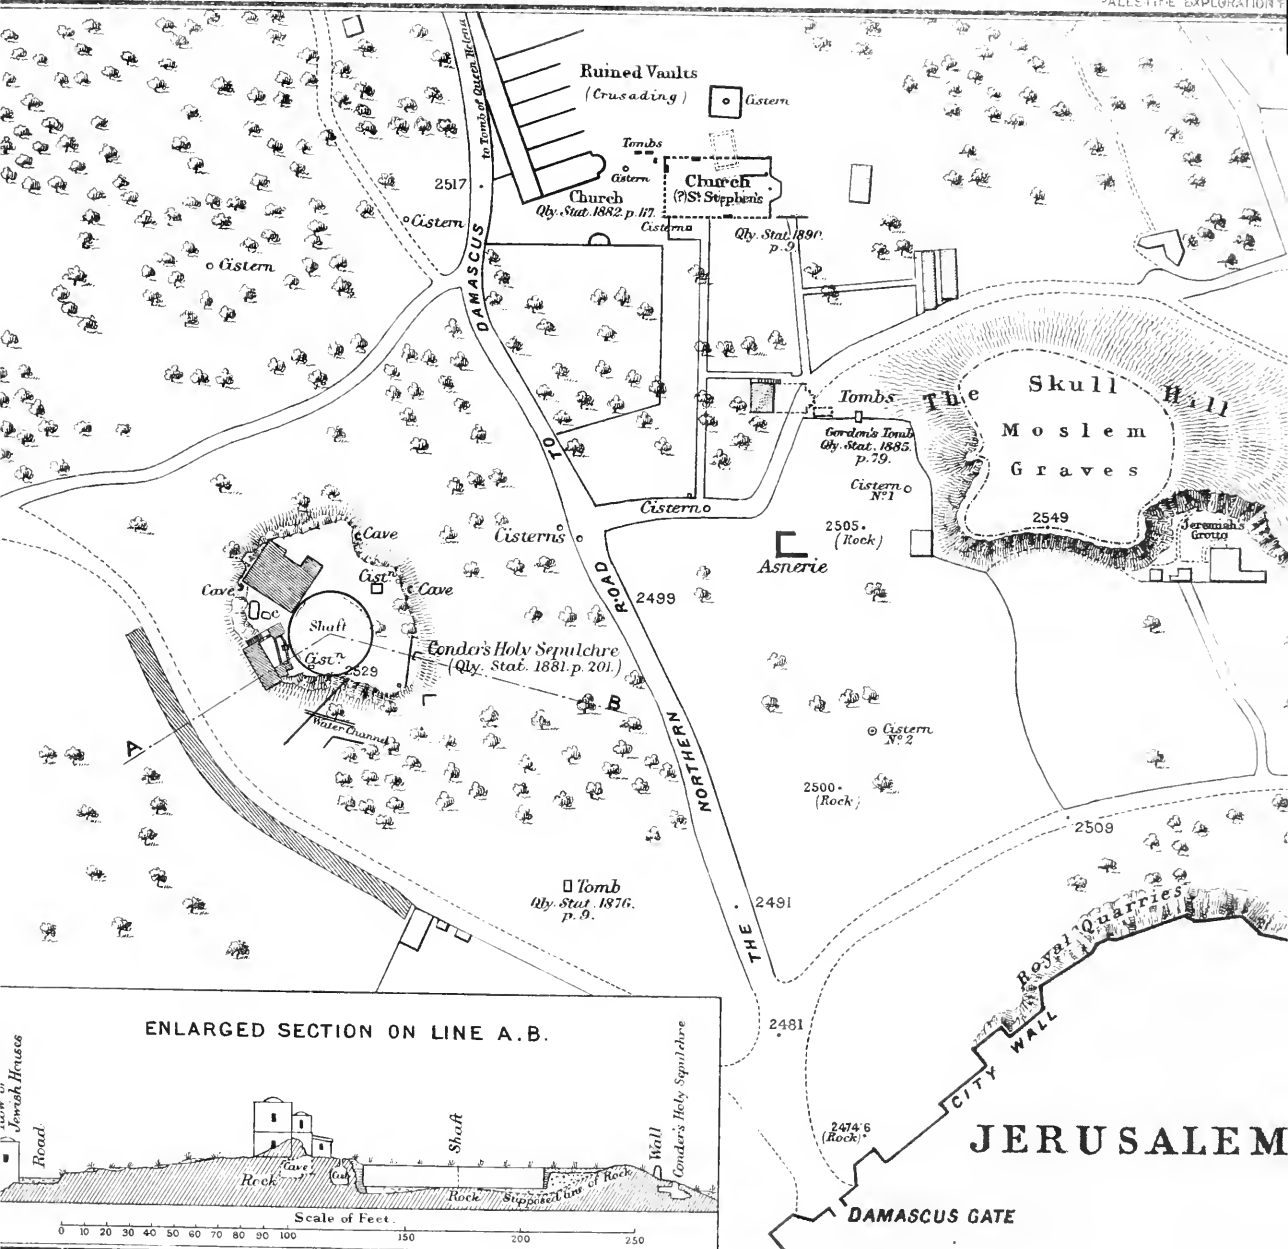 PALESTINE EXPLORATION F
Ruined Vaults
(Crusading)
Cistern
to Tomb of Queen Helena
Tombs
Cistern
Church
(?) St. Stephen's
2517
Church
Qly. Stat. 1882. p. 117.
Cistern
Cistern
Qly. Stat. 1890.
p. 9.
Cistern
THE NORTHERN ROAD TO DAMASCUS
The Skull Hill
Moslem
Graves
2549
Tombs
Gordon's Tomb
Qly. Stat. 1885.
p. 79.
Cistern
No. 1
Cistern
2505
(Rock)
Jeremiah's
Grotto
Cisterns
Asnerie
Cave
Cistn.
Cave
Cave
C
2499
Shaft
Cistn.
2529
Conder's Holy Sepulchre
(Qly. Stat. 1881. p. 201.)
A
B
Water Channel
Cistern
No. 2
2500
(Rock)
2509
Tomb
Qly. Stat. 1876.
p. 9.
2491
Royal Quarries
2481
CITY WALL
2474·6
(Rock)
JERUSALEM
DAMASCUS GATE
ENLARGED SECTION ON LINE A.B.
Jewish Houses
Road
Rock
Cave
Cist.
Shaft
Rock
Supposed line of Rock
Wall
Conder's Holy Sepulchre
Scale of Feet.
0 10 20 30 40 50 60 70 80 90 100 150 200 250